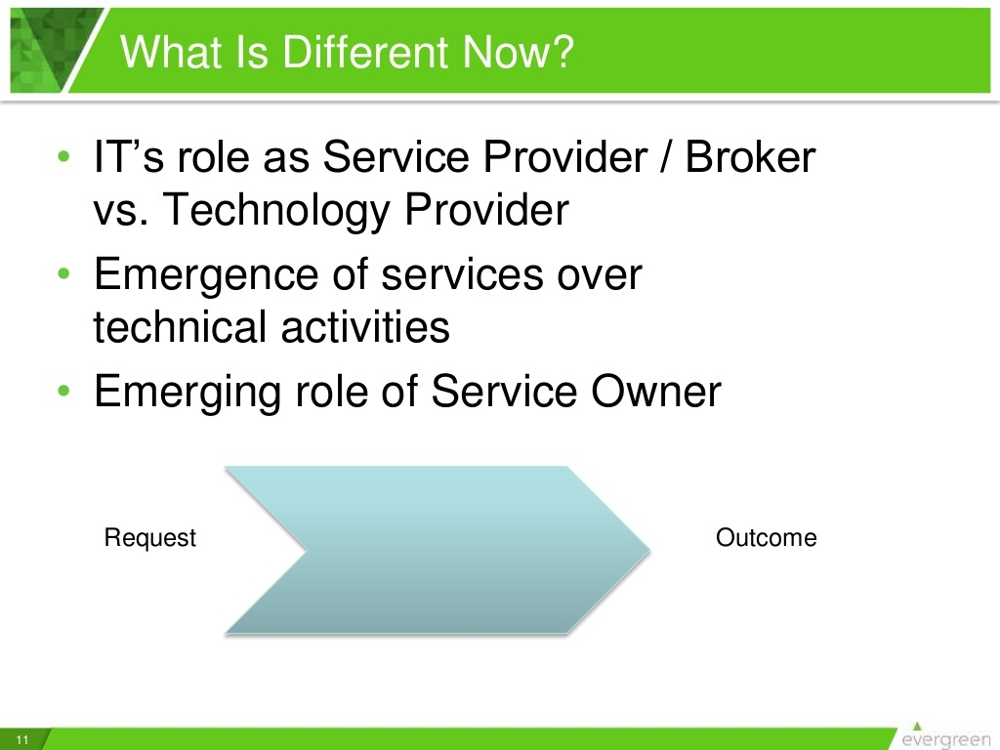 What Is Different Now?
• IT’s role as Service Provider / Broker
vs. Technology Provider
• Emergence of services over
technical activities
• Emerging role of Service Owner
Request
Outcome
11
evergreen